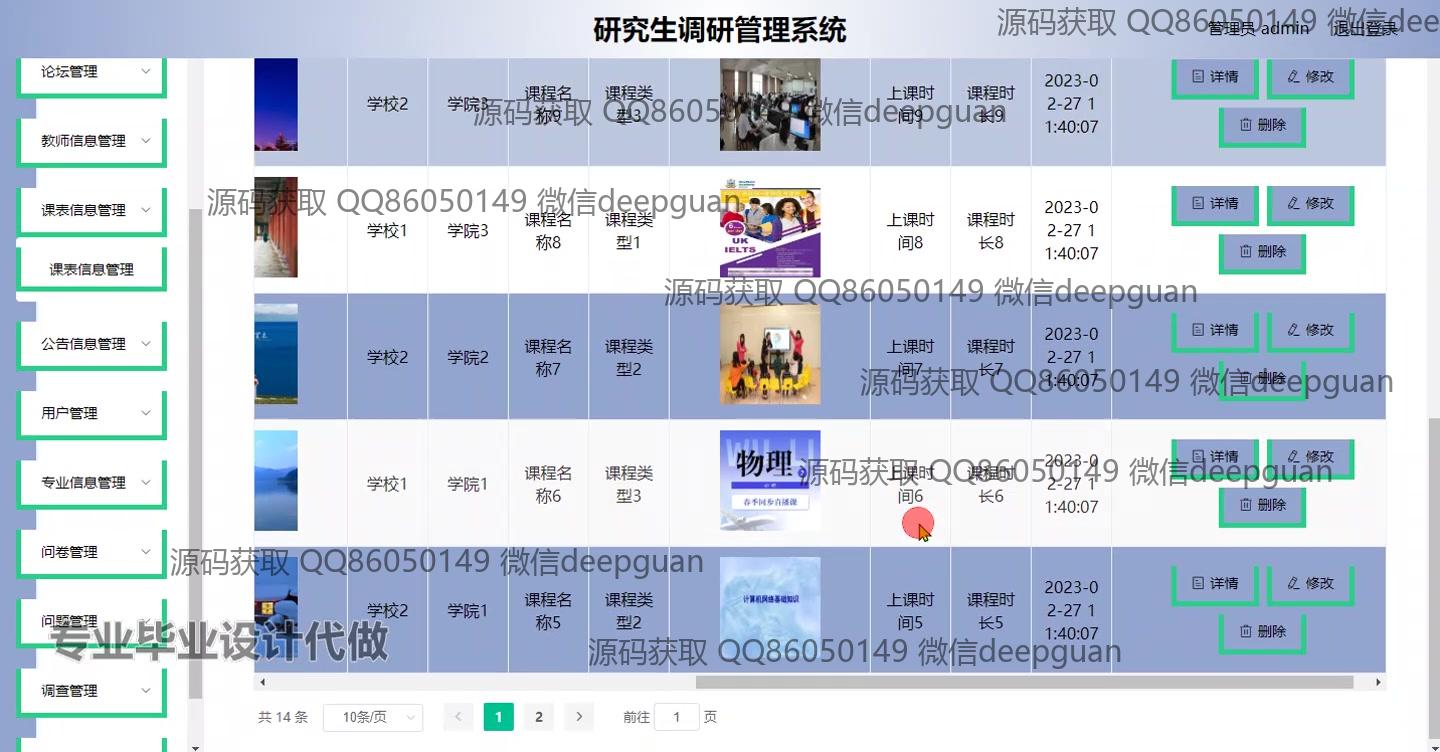 研究生调研管理系统
管理员 admin
退出登录
源码获取 QQ86050149 微信dee
论坛管理
教师信息管理
课表信息管理
课表信息管理
公告信息管理
用户管理
专业信息管理
问卷管理
问题管理
调查管理
学校2
学院3
课程名
称9
课程类
型3
上课时
间9
课程时
长9
2023-0
2-27 1
1:40:07
详情
修改
删除
源码获取 QQ86050149 微信deepguan
学校1
学院3
课程名
称8
课程类
型1
UK
IELTS
上课时
间8
课程时
长8
2023-0
2-27 1
1:40:07
详情
修改
删除
源码获取 QQ86050149 微信deepguan
源码获取 QQ86050149 微信deepguan
学校2
学院2
课程名
称7
课程类
型2
上课时
间7
课程时
长7
2023-0
2-27 1
1:40:07
详情
修改
删除
源码获取 QQ86050149 微信deepguan
学校1
学院1
课程名
称6
课程类
型3
物理
春季同步直播课
上课时
间6
课程时
长6
2023-0
2-27 1
1:40:07
详情
修改
删除
源码获取 QQ86050149 微信deepguan
源码获取 QQ86050149 微信deepguan
学校2
学院1
课程名
称5
课程类
型2
计算机网络基础知识
上课时
间5
课程时
长5
2023-0
2-27 1
1:40:07
详情
修改
删除
专业毕业设计代做
源码获取 QQ86050149 微信deepguan
共 14 条
10条/页
1
2
前往
1
页